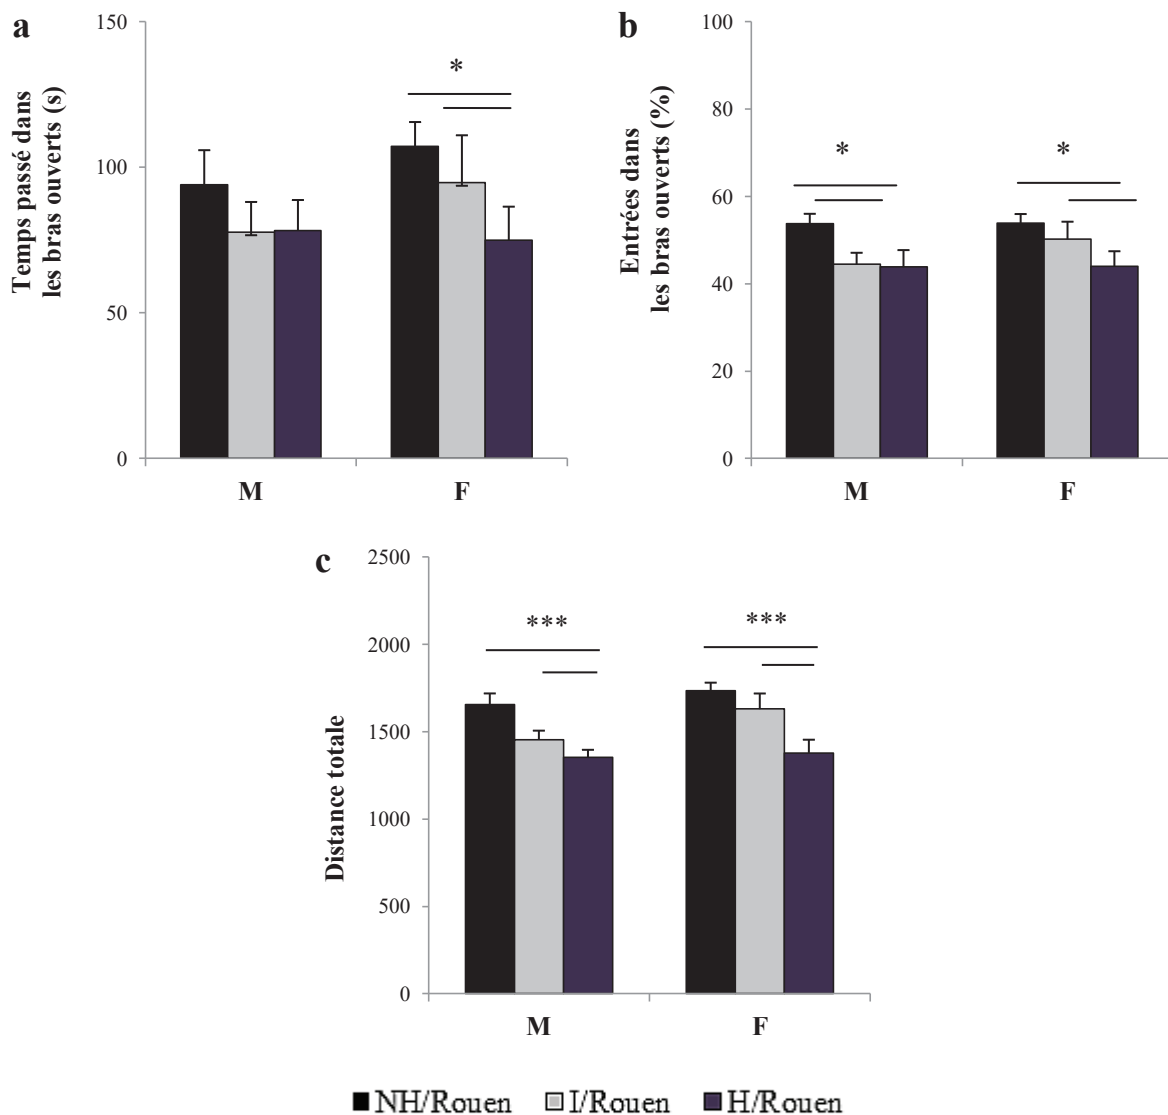 a
150
100
50
0
Temps passé dans
les bras ouverts (s)
*
M
F
b
100
80
60
40
20
0
Entrées dans
les bras ouverts (%)
*
*
M
F
c
2500
2000
1500
1000
500
0
Distance totale
***
***
M
F
NH/Rouen I/Rouen H/Rouen